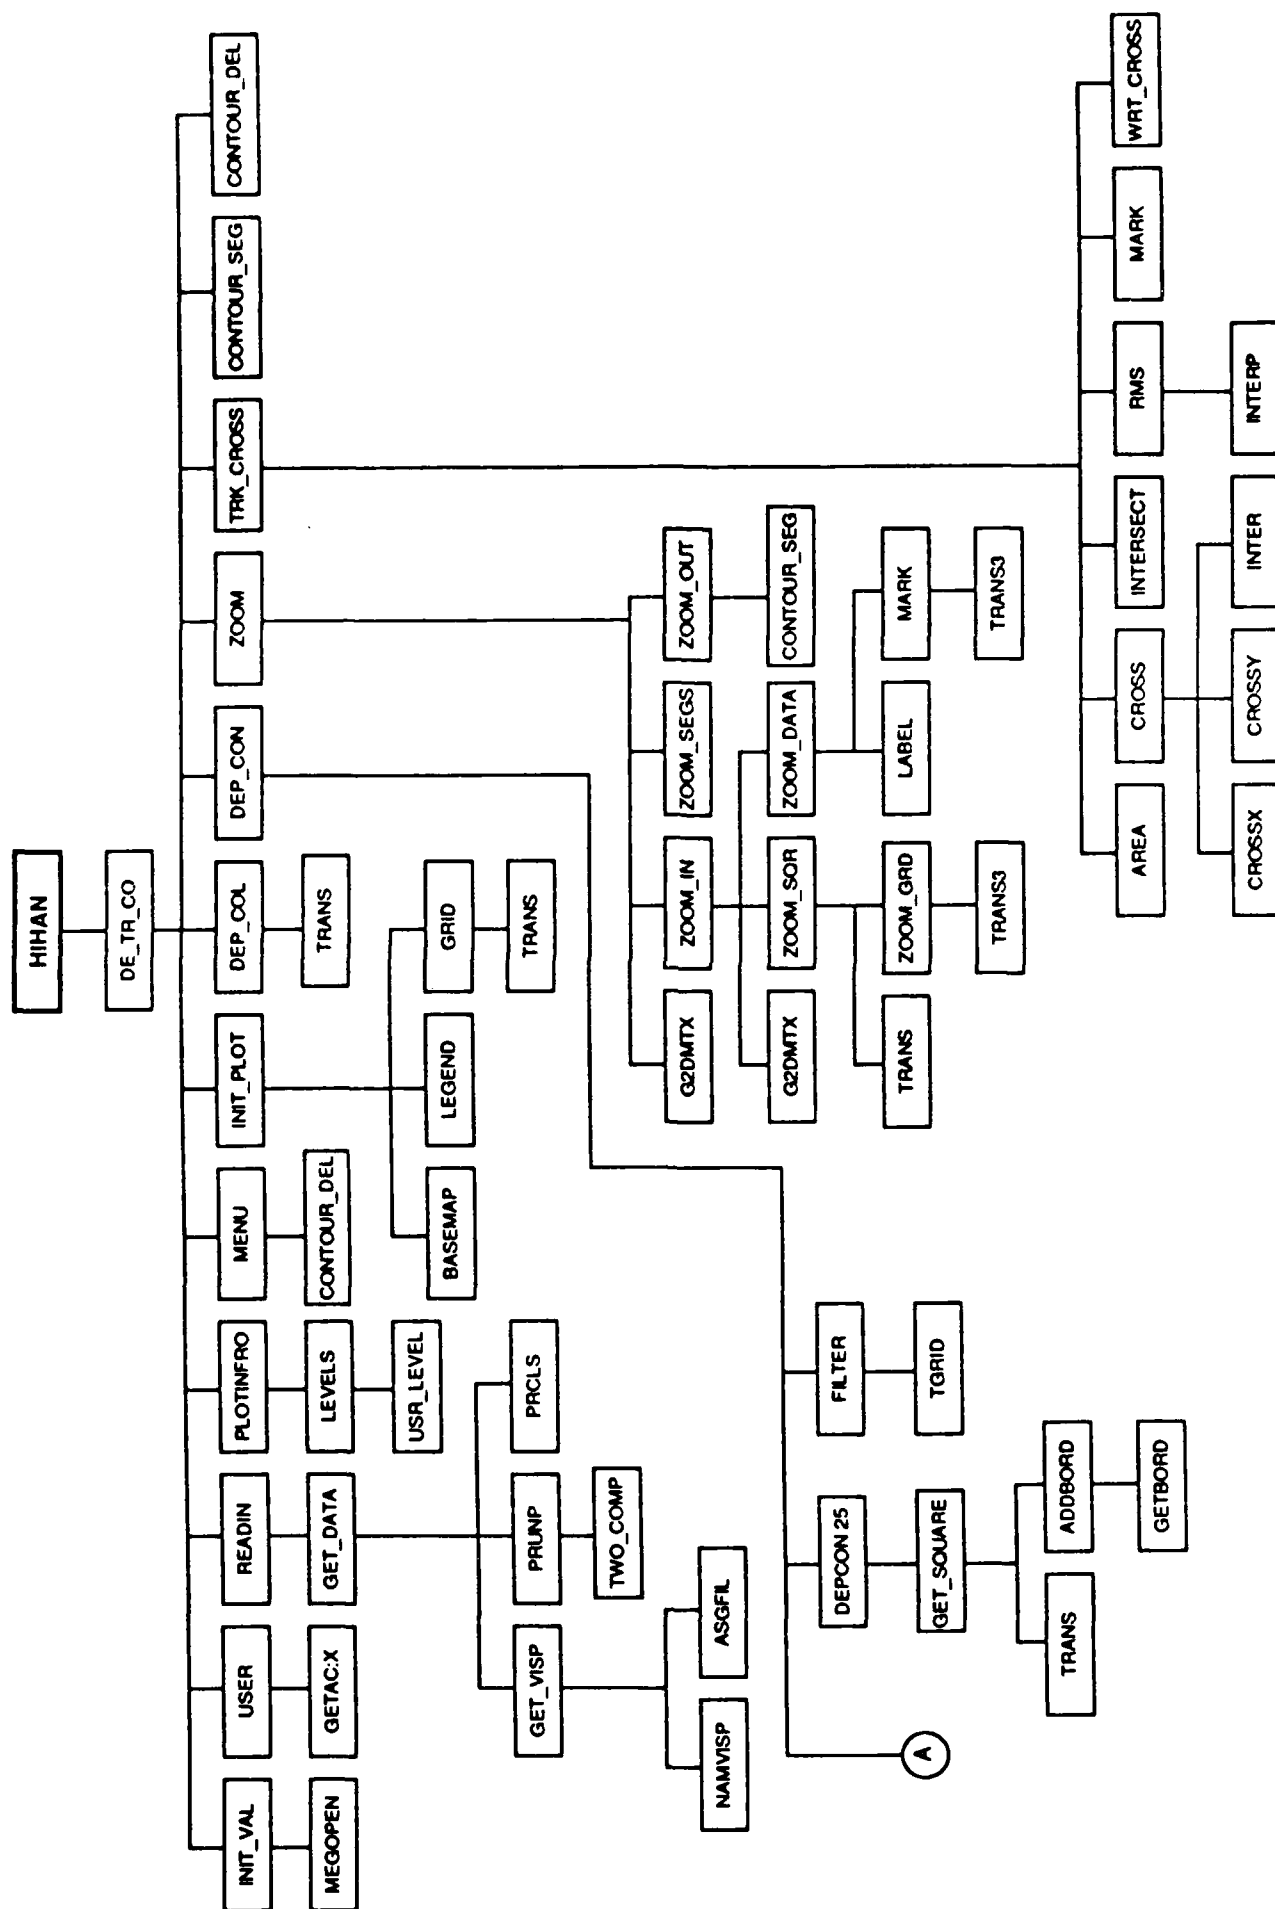 HIHAN
DE_TR_CO
INIT_VAL
USER
READIN
PLOTINFRO
MENU
INIT_PLOT
DEP_COL
DEP_CON
ZOOM
TRK_CROSS
CONTOUR_SEG
CONTOUR_DEL
MEGOPEN
GETAC:X
GET_DATA
LEVELS
CONTOUR_DEL
TRANS
USR_LEVEL
BASEMAP
LEGEND
GRID
GET_VISP
PRUNP
PRCLS
TRANS
TWO_COMP
NAMVISP
ASGFIL
G2DMTX
ZOOM_IN
ZOOM_SEGS
ZOOM_OUT
G2DMTX
ZOOM_SQR
ZOOM_DATA
CONTOUR_SEG
TRANS
ZOOM_GRD
LABEL
MARK
TRANS3
TRANS3
A
DEPCON 25
FILTER
GET_SQUARE
TGRID
TRANS
ADDBORD
GETBORD
AREA
CROSS
INTERSECT
RMS
MARK
WRT_CROSS
CROSSX
CROSSY
INTER
INTERP